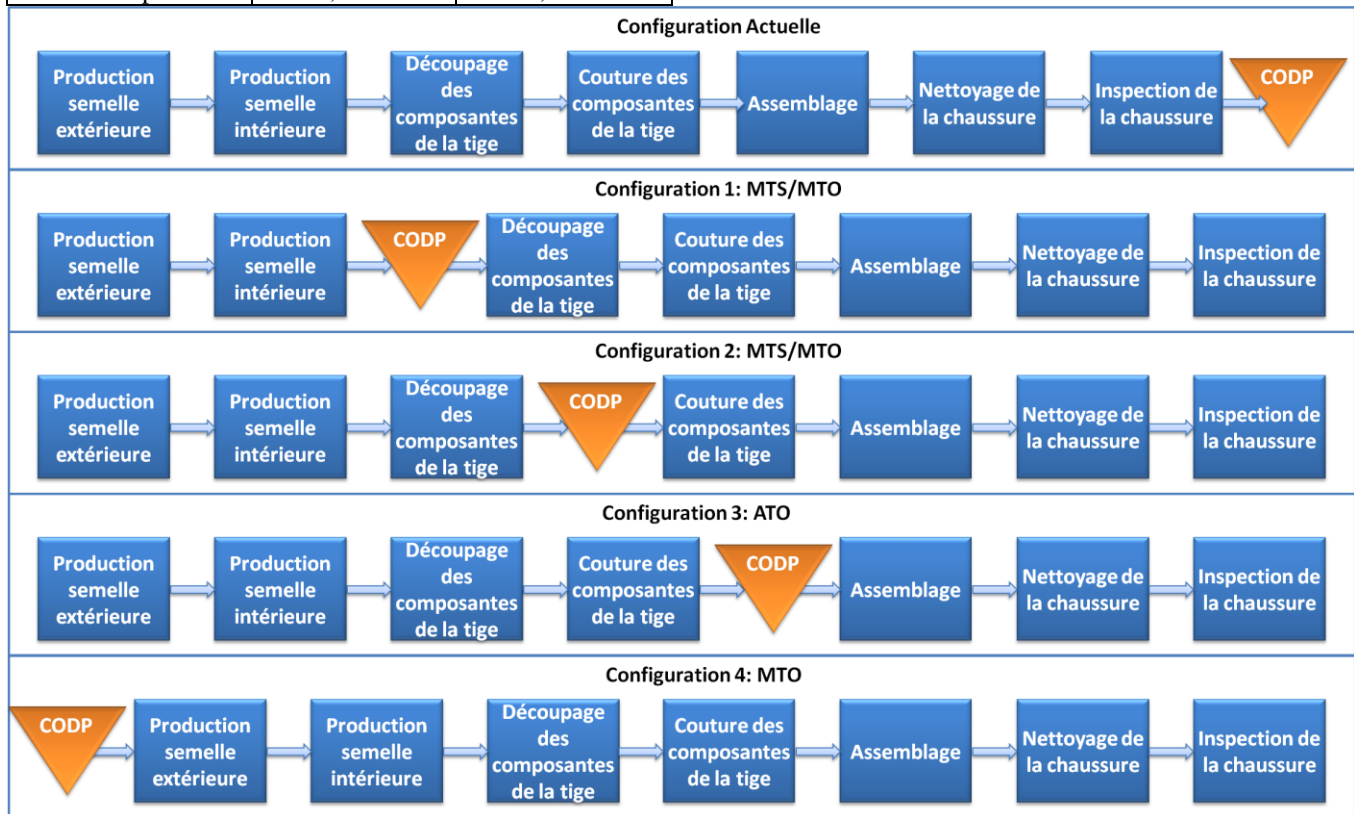 Configuration Actuelle
Production
semelle
extérieure
Production
semelle
intérieure
Découpage
des
composantes
de la tige
Couture des
composantes
de la tige
Assemblage
Nettoyage de
la chaussure
Inspection de
la chaussure
CODP
Configuration 1: MTS/MTO
Production
semelle
extérieure
Production
semelle
intérieure
CODP
Découpage
des
composantes
de la tige
Couture des
composantes
de la tige
Assemblage
Nettoyage de
la chaussure
Inspection de
la chaussure
Configuration 2: MTS/MTO
Production
semelle
extérieure
Production
semelle
intérieure
Découpage
des
composantes
de la tige
CODP
Couture des
composantes
de la tige
Assemblage
Nettoyage de
la chaussure
Inspection de
la chaussure
Configuration 3: ATO
Production
semelle
extérieure
Production
semelle
intérieure
Découpage
des
composantes
de la tige
Couture des
composantes
de la tige
CODP
Assemblage
Nettoyage de
la chaussure
Inspection de
la chaussure
Configuration 4: MTO
CODP
Production
semelle
extérieure
Production
semelle
intérieure
Découpage
des
composantes
de la tige
Couture des
composantes
de la tige
Assemblage
Nettoyage de
la chaussure
Inspection de
la chaussure